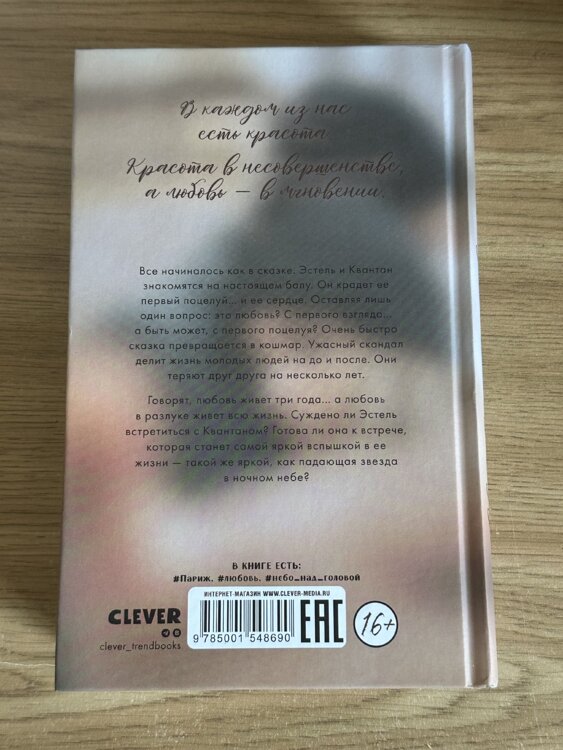 В каждом из нас
есть красота
Красота в несовершенстве,
а любовь — в мгновении.
Все начиналось как в сказке. Эстель и Квантан
знакомятся на настоящем балу. Он крадет ее
первый поцелуй... и ее сердце. Оставляя лишь
один вопрос: это любовь? С первого взгляда...
а быть может, с первого поцелуя? Очень быстро
сказка превращается в кошмар. Ужасный скандал
делит жизнь молодых людей на до и после. Они
теряют друг друга на несколько лет.
Говорят, любовь живет три года... а любовь
в разлуке живет всю жизнь. Суждено ли Эстель
встретиться с Квантаном? Готова ли она к встрече,
которая станет самой яркой вспышкой в ее
жизни — такой же яркой, как падающая звезда
в ночном небе?
В КНИГЕ ЕСТЬ:
#Париж, #любовь, #небо_над_головой
ИНТЕРНЕТ-МАГАЗИН WWW.CLEVER-MEDIA.RU
CLEVER
clever_trendbooks
9 785001 548690
EAC
16+